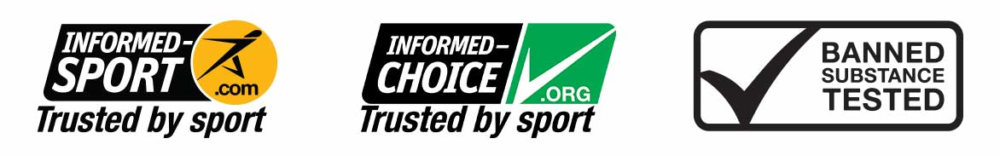 INFORMED-
SPORT
.com
Trusted by sport
INFORMED–
CHOICE
.ORG
Trusted by sport
BANNED
SUBSTANCE
TESTED